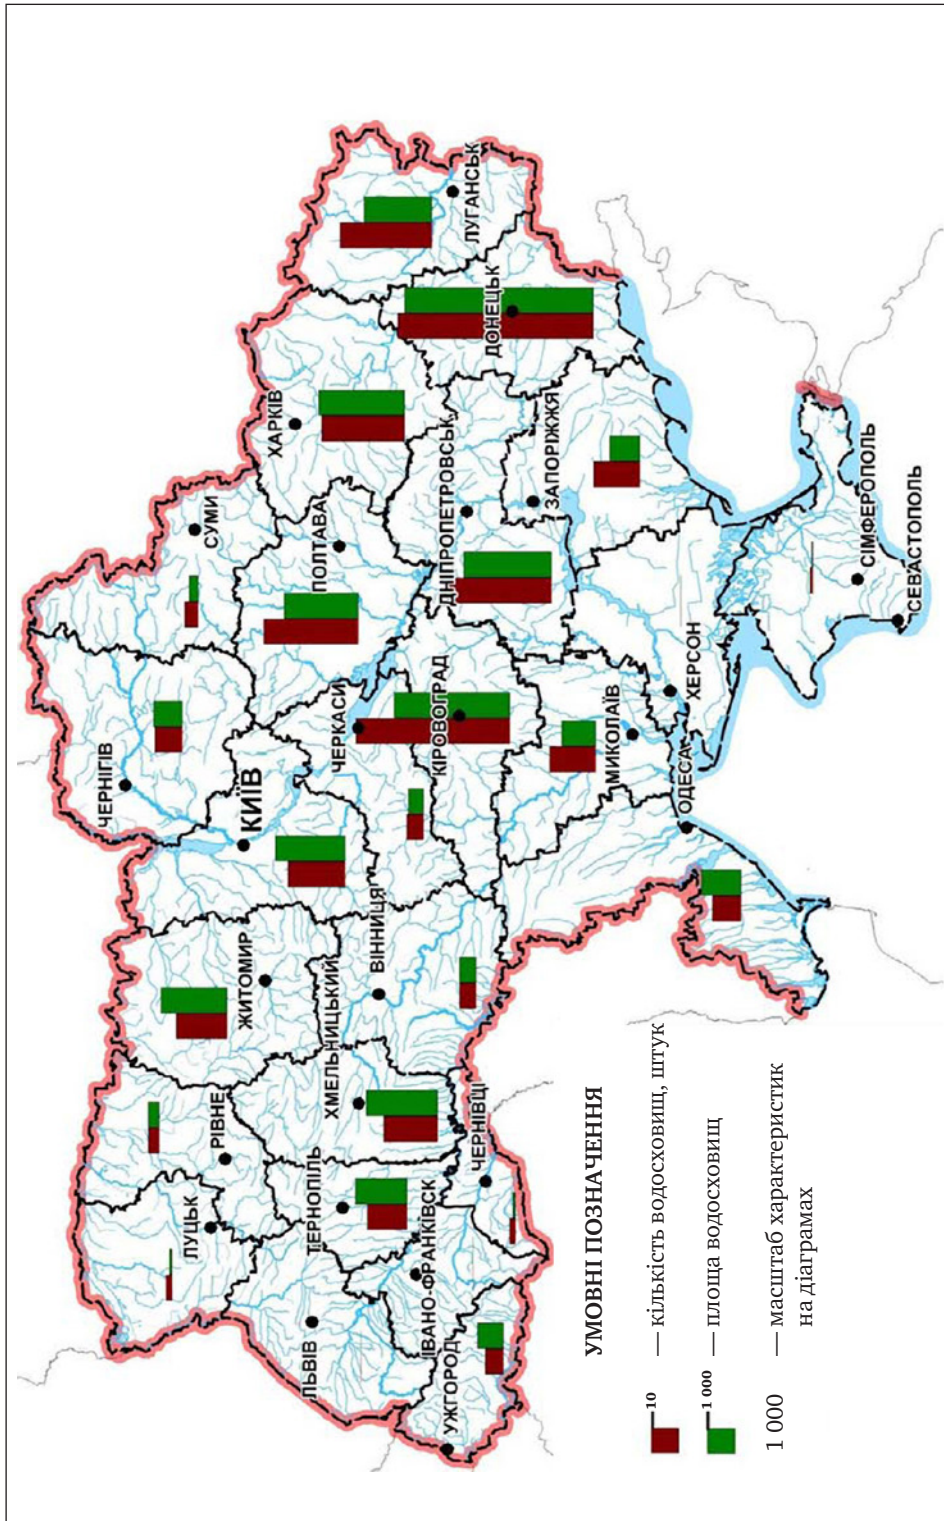 ЧЕРНІГІВ
СУМИ
ХАРКІВ
ЛУГАНСЬК
ЛУЦЬК
РІВНЕ
ЖИТОМИР
КИЇВ
ПОЛТАВА
ЛЬВІВ
ТЕРНОПІЛЬ
ХМЕЛЬНИЦЬКИЙ
ВІННИЦЯ
ЧЕРКАСИ
ДНІПРОПЕТРОВСЬК
ДОНЕЦЬК
УЖГОРОД
ІВАНО-ФРАНКІВСК
ЧЕРНІВЦІ
КІРОВОГРАД
ЗАПОРІЖЖЯ
МИКОЛАЇВ
ОДЕСА
ХЕРСОН
СІМФЕРОПОЛЬ
СЕВАСТОПОЛЬ
УМОВНІ ПОЗНАЧЕННЯ
10 — кількість водосховищ, штук
1 000 — площа водосховищ
1 000 — масштаб характеристик
на діаграмах